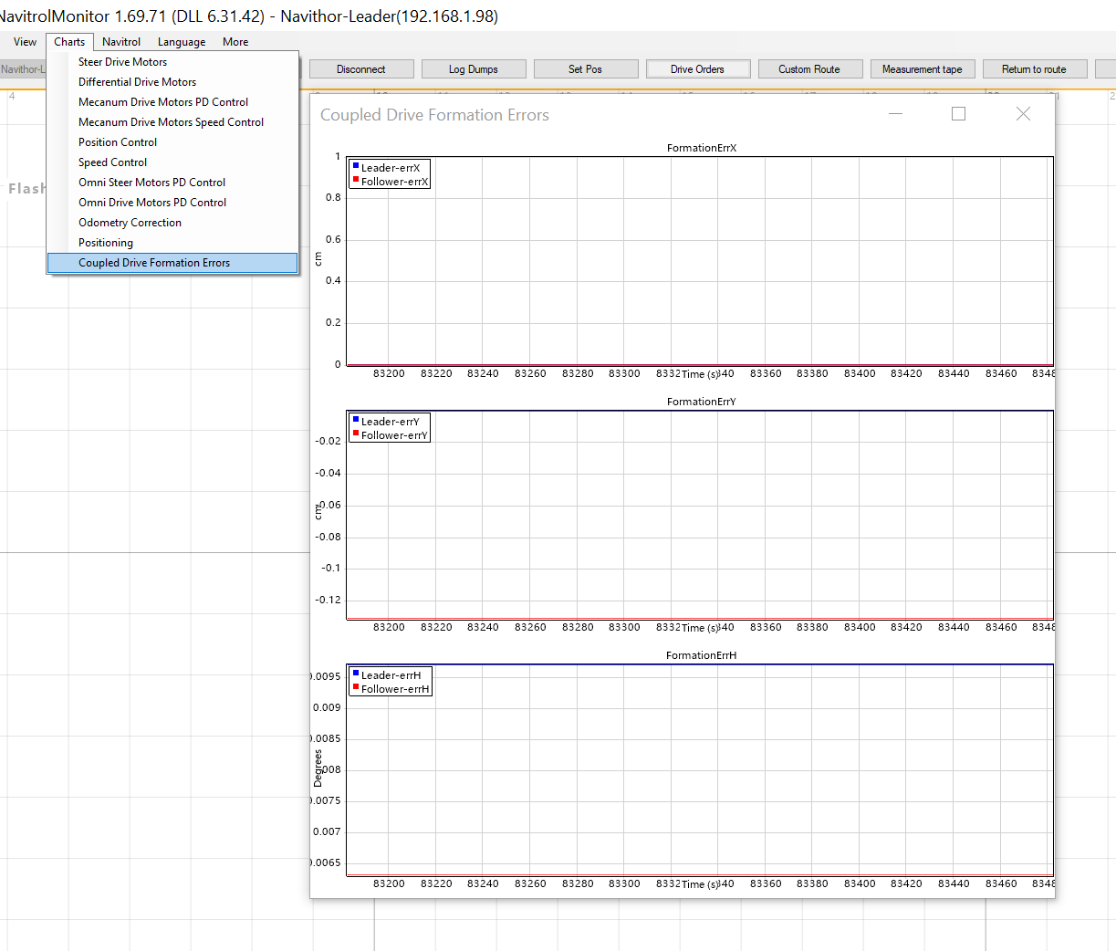 NavitrolMonitor 1.69.71 (DLL 6.31.42) - Navithor-Leader(192.168.1.98)
View Charts Navitrol Language More
Navithor-L Disconnect Log Dumps Set Pos Drive Orders Custom Route Measurement tape Return to route
Steer Drive Motors
Differential Drive Motors
Mecanum Drive Motors PD Control
Mecanum Drive Motors Speed Control
Position Control
Speed Control
Omni Steer Motors PD Control
Omni Drive Motors PD Control
Odometry Correction
Positioning
Coupled Drive Formation Errors
4
Flash
Coupled Drive Formation Errors
FormationErrX
Leader-errX
Follower-errX
1
0.8
0.6
0.4
0.2
0
cm
83200 83220 83240 83260 83280 83300 8332 Time (s) 340 83360 83380 83400 83420 83440 83460 8348
FormationErrY
Leader-errY
Follower-errY
-0.02
-0.04
-0.06
-0.08
-0.1
-0.12
cm
83200 83220 83240 83260 83280 83300 8332 Time (s) 340 83360 83380 83400 83420 83440 83460 8348
FormationErrH
Leader-errH
Follower-errH
0.0095
0.009
0.0085
0.008
0.0075
0.007
0.0065
Degrees
83200 83220 83240 83260 83280 83300 8332 Time (s) 340 83360 83380 83400 83420 83440 83460 8348